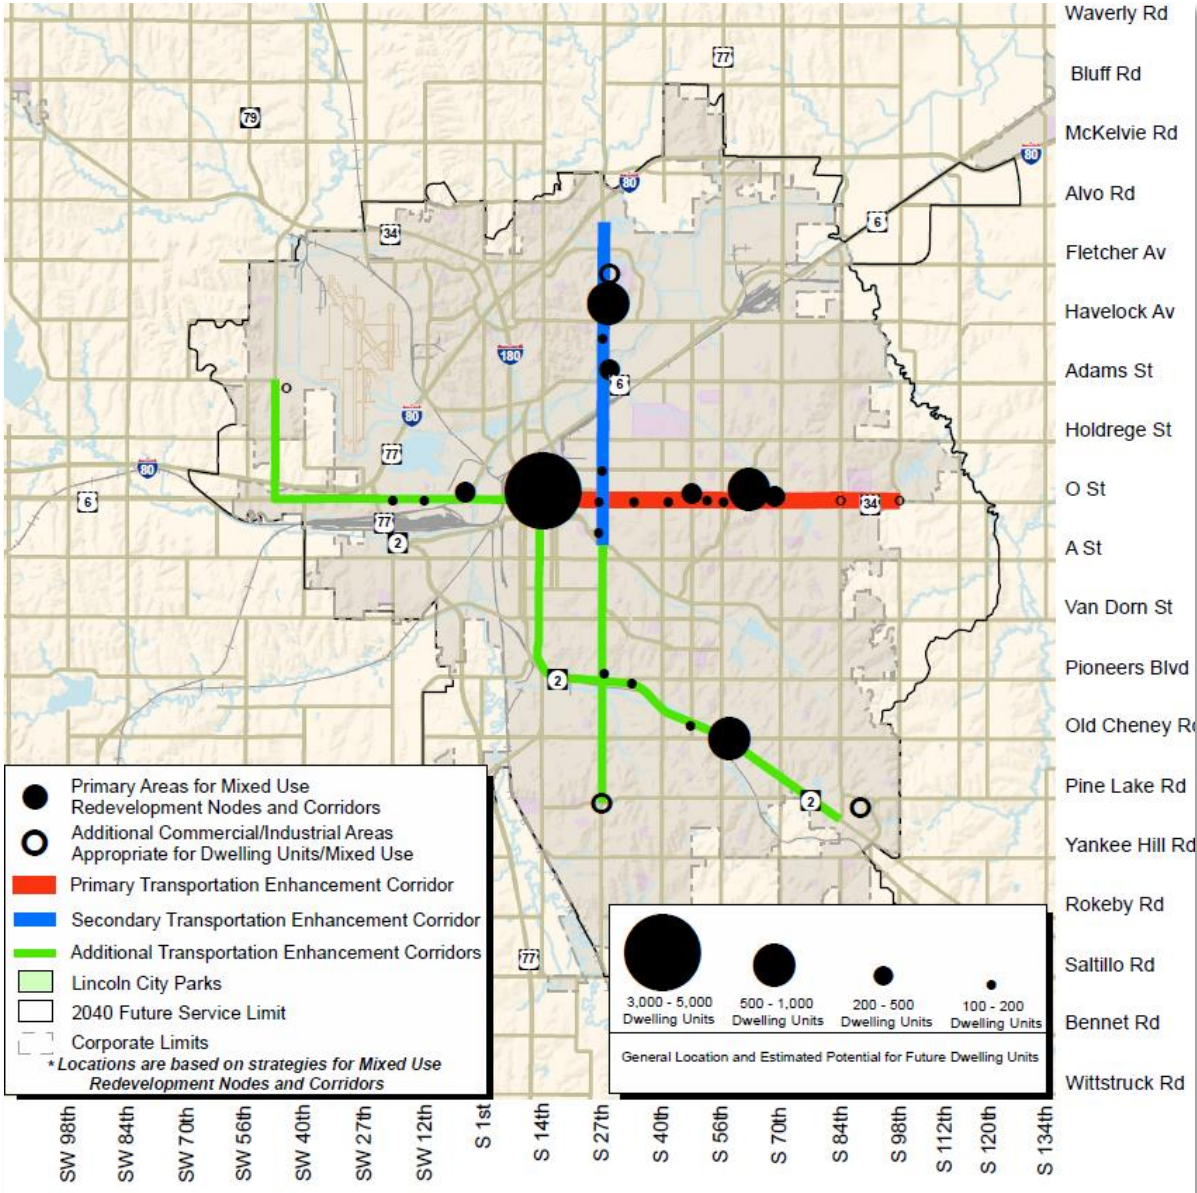 Waverly Rd
77
Bluff Rd
79
McKelvie Rd
80
80
Alvo Rd
34
6
Fletcher Av
Havelock Av
180
Adams St
6
80
Holdrege St
77
80
O St
6
34
77
2
A St
Van Dorn St
Pioneers Blvd
2
Old Cheney Rd
Pine Lake Rd
2
Yankee Hill Rd
Rokeby Rd
77
Saltillo Rd
Bennet Rd
Wittstruck Rd
Primary Areas for Mixed Use
Redevelopment Nodes and Corridors
Additional Commercial/Industrial Areas
Appropriate for Dwelling Units/Mixed Use
Primary Transportation Enhancement Corridor
Secondary Transportation Enhancement Corridor
Additional Transportation Enhancement Corridors
Lincoln City Parks
2040 Future Service Limit
Corporate Limits
* Locations are based on strategies for Mixed Use
Redevelopment Nodes and Corridors
3,000 - 5,000
Dwelling Units
500 - 1,000
Dwelling Units
200 - 500
Dwelling Units
100 - 200
Dwelling Units
General Location and Estimated Potential for Future Dwelling Units
SW 98th
SW 84th
SW 70th
SW 56th
SW 40th
SW 27th
SW 12th
S 1st
S 14th
S 27th
S 40th
S 56th
S 70th
S 84th
S 98th
S 112th
S 120th
S 134th